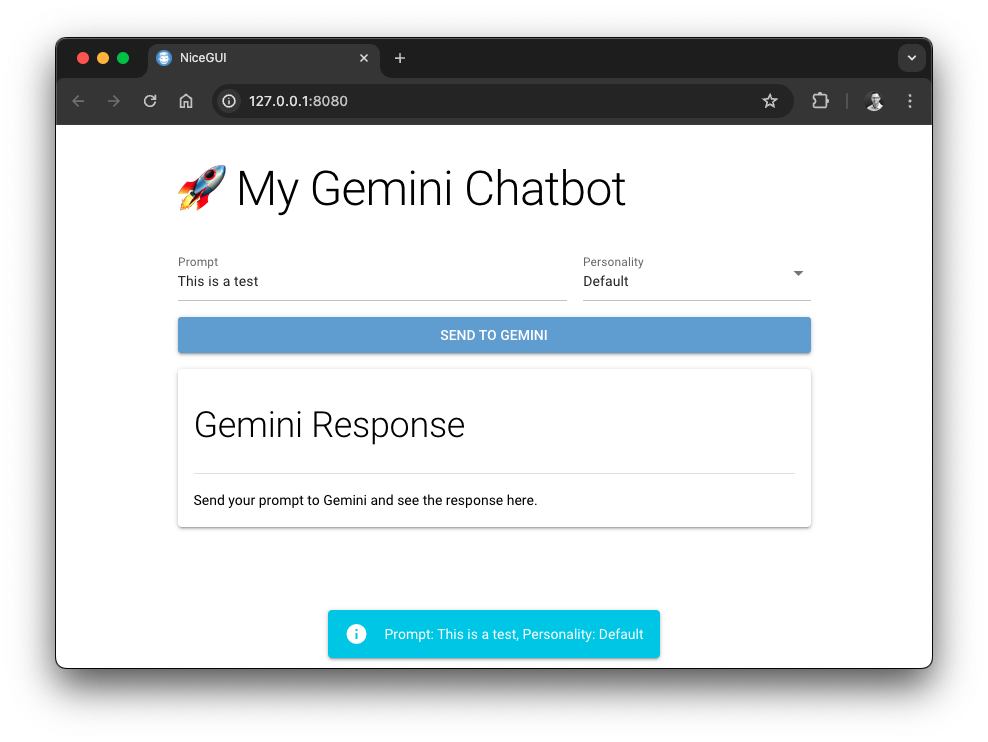 NiceGUI
127.0.0.1:8080
🚀 My Gemini Chatbot
Prompt
Personality
This is a test
Default
SEND TO GEMINI
Gemini Response
Send your prompt to Gemini and see the response here.
Prompt: This is a test, Personality: Default